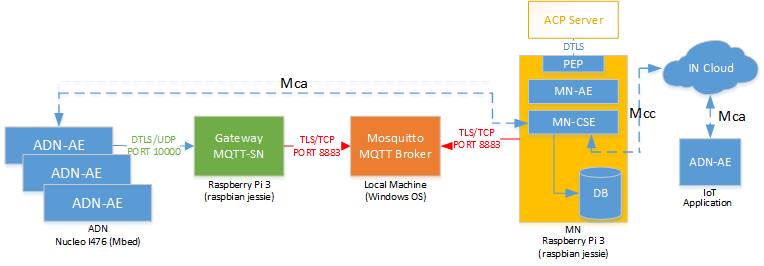 ACP Server
DTLS
PEP
MN-AE
MN-CSE
DB
MN
Raspberry Pi 3
(raspbian jessie)
Mca
ADN-AE
ADN-AE
ADN-AE
ADN
Nucleo l476 (Mbed)
DTLS/UDP
PORT 10000
Gateway
MQTT-SN
Raspberry Pi 3
(raspbian jessie)
TLS/TCP
PORT 8883
Mosquitto
MQTT Broker
Local Machine
(Windows OS)
TLS/TCP
PORT 8883
Mcc
IN Cloud
Mca
ADN-AE
IoT
Application